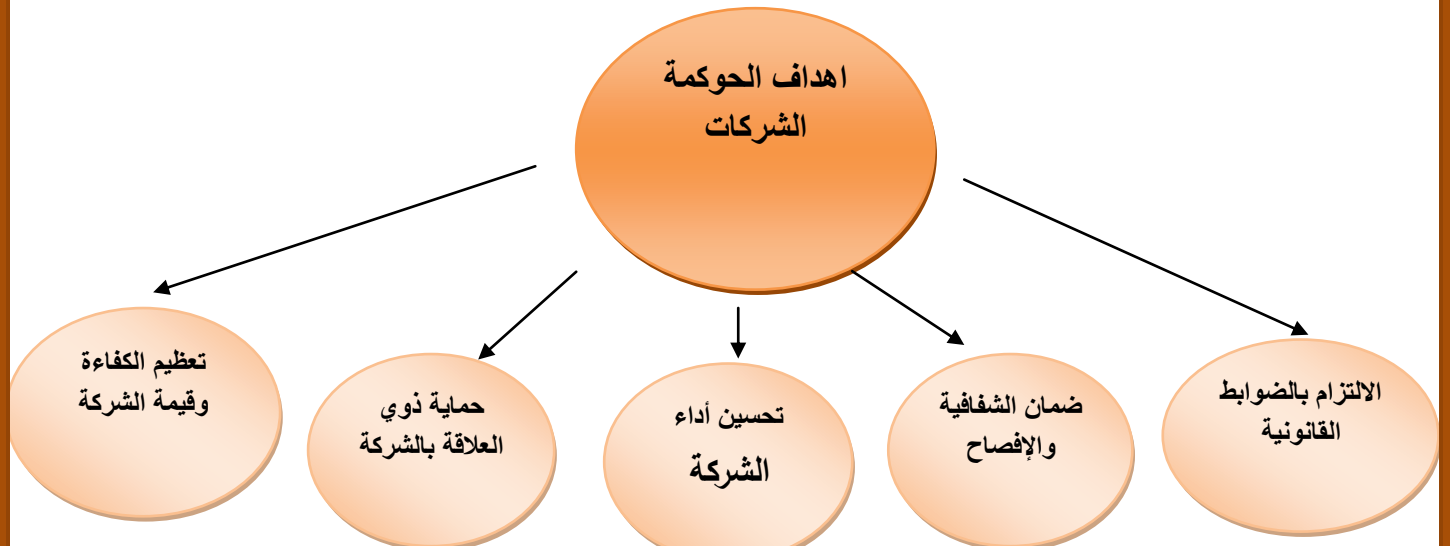 اهداف الحوكمة
الشركات
الالتزام بالضوابط
القانونية
ضمان الشفافية
والإفصاح
تحسين أداء
الشركة
حماية ذوي
العلاقة بالشركة
تعظيم الكفاءة
وقيمة الشركة